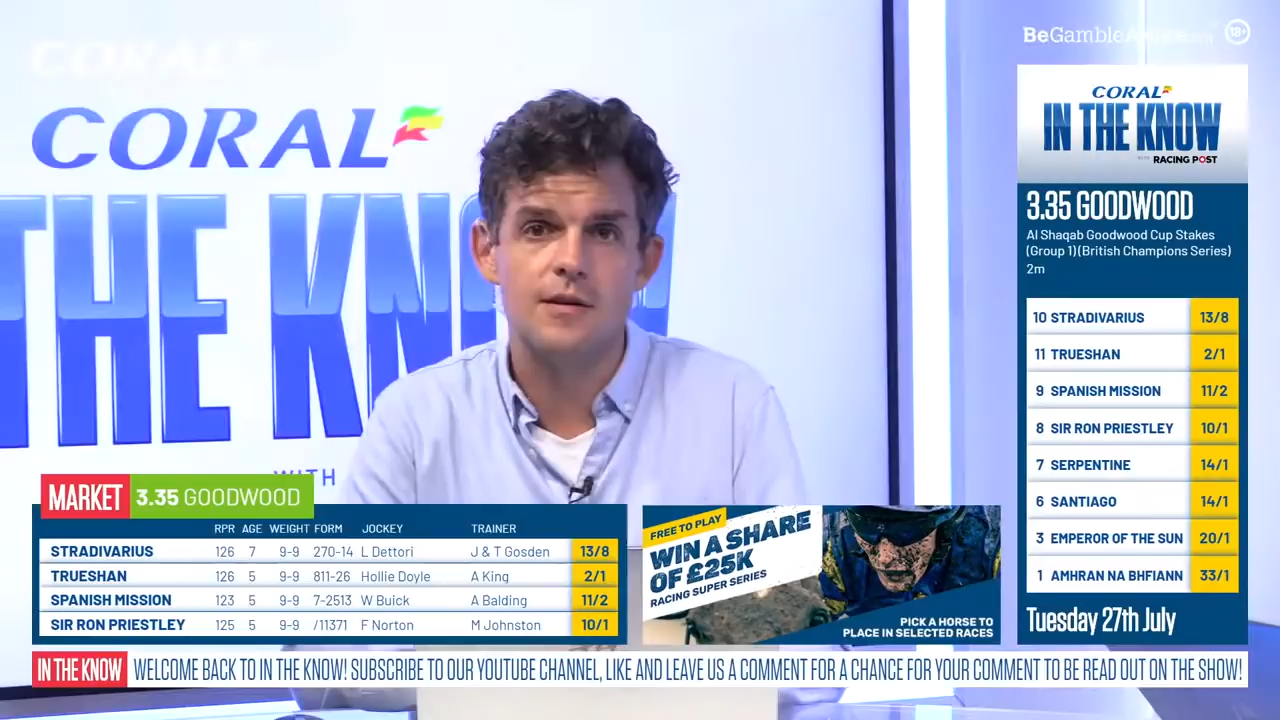 CORAL
BeGambleAware
18+
CORAL
THE KNOW
WITH
CORAL
IN THE KNOW
WITH RACING POST
3.35 GOODWOOD
Al Shaqab Goodwood Cup Stakes
(Group 1)(British Champions Series)
2m
10 STRADIVARIUS 13/8
11 TRUESHAN 2/1
9 SPANISH MISSION 11/2
8 SIR RON PRIESTLEY 10/1
7 SERPENTINE 14/1
6 SANTIAGO 14/1
3 EMPEROR OF THE SUN 20/1
1 AMHRAN NA BHFIANN 33/1
Tuesday 27th July
MARKET 3.35 GOODWOOD
RPR AGE WEIGHT FORM JOCKEY TRAINER
STRADIVARIUS 126 7 9-9 270-14 L Dettori J & T Gosden 13/8
TRUESHAN 126 5 9-9 811-26 Hollie Doyle A King 2/1
SPANISH MISSION 123 5 9-9 7-2513 W Buick A Balding 11/2
SIR RON PRIESTLEY 125 5 9-9 /11371 F Norton M Johnston 10/1
FREE TO PLAY
WIN A SHARE
OF £25K
RACING SUPER SERIES
PICK A HORSE TO
PLACE IN SELECTED RACES
IN THE KNOW WELCOME BACK TO IN THE KNOW! SUBSCRIBE TO OUR YOUTUBE CHANNEL, LIKE AND LEAVE US A COMMENT FOR A CHANCE FOR YOUR COMMENT TO BE READ OUT ON THE SHOW!